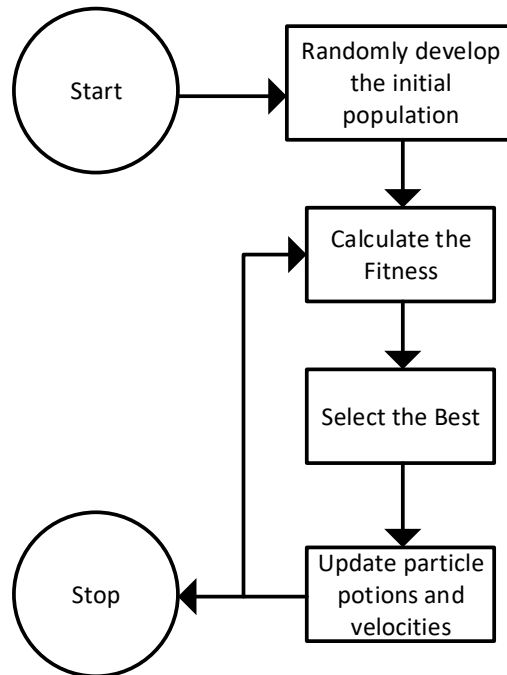 Start
Randomly develop
the initial
population
Calculate the
Fitness
Select the Best
Update particle
potions and
velocities
Stop